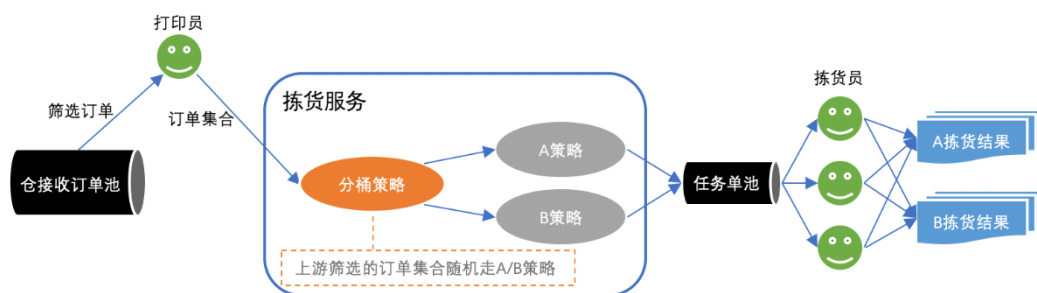 打印员
筛选订单
订单集合
仓接收订单池
拣货服务
分桶策略
A策略
B策略
上游筛选的订单集合随机走A/B策略
任务单池
拣货员
A拣货结果
B拣货结果